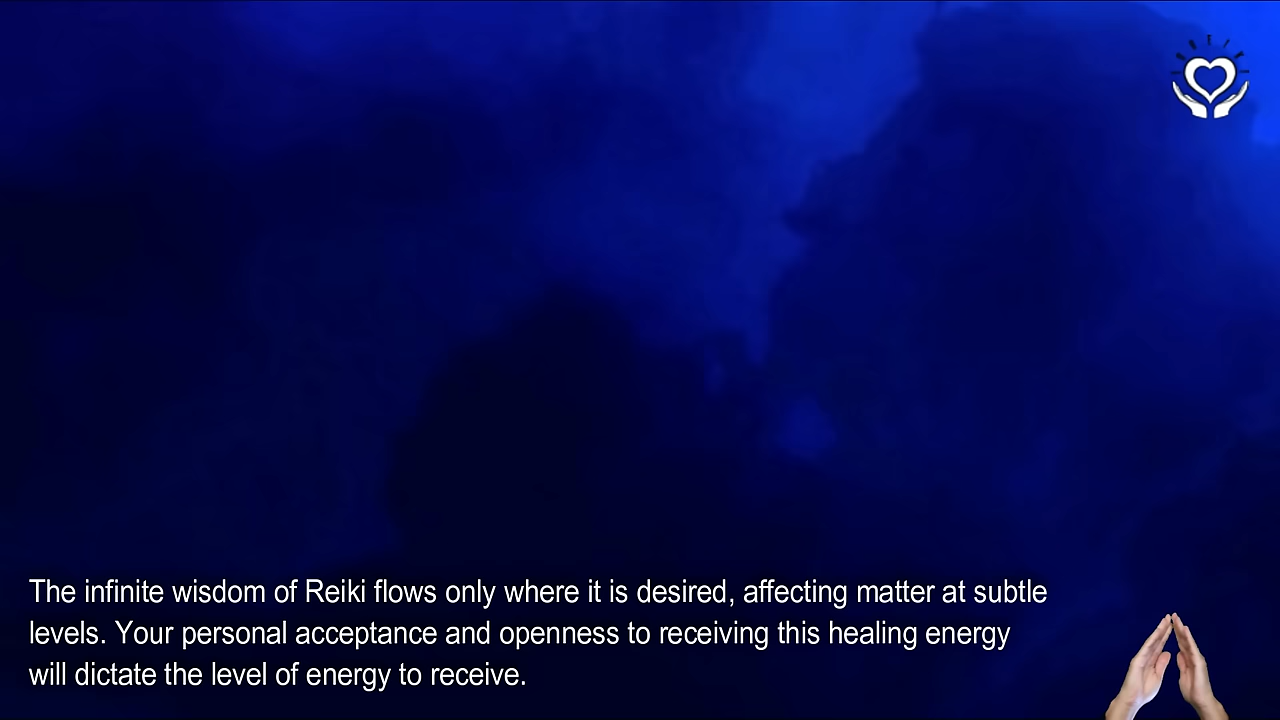 REIKI
The infinite wisdom of Reiki flows only where it is desired, affecting matter at subtle
levels. Your personal acceptance and openness to receiving this healing energy
will dictate the level of energy to receive.